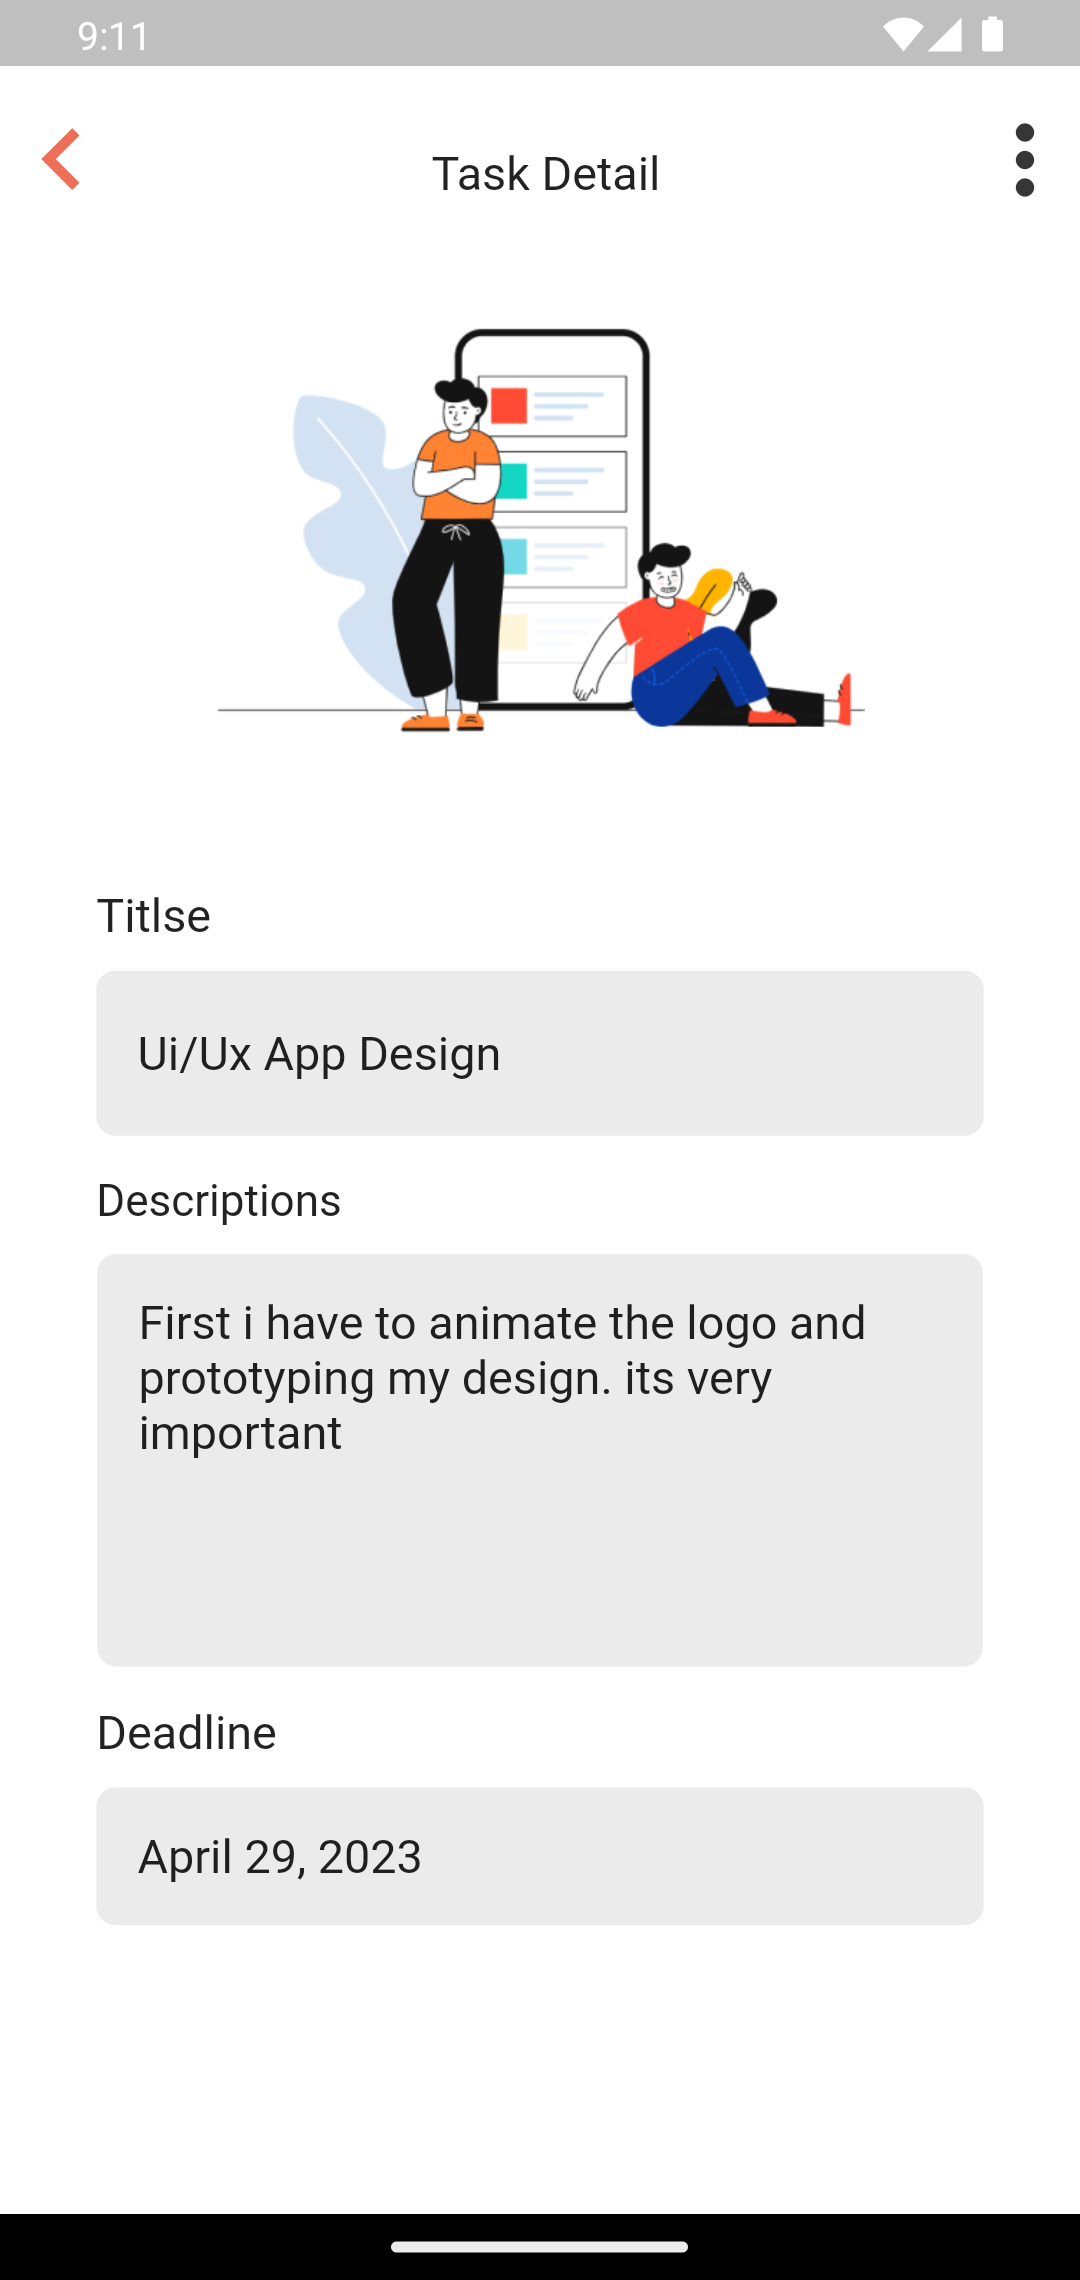 9:11
Task Detail
Titlse
Ui/Ux App Design
Descriptions
First i have to animate the logo and
prototyping my design. its very
important
Deadline
April 29, 2023